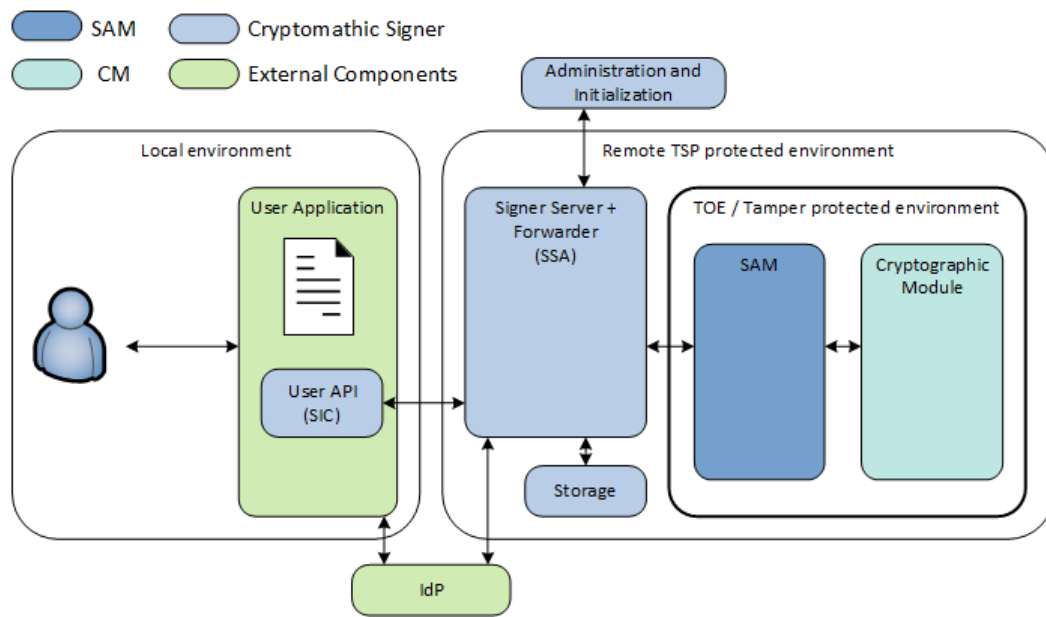 SAM
Cryptomathic Signer
CM
External Components
Administration and
Initialization
Local environment
Remote TSP protected environment
User Application
Signer Server +
Forwarder
(SSA)
TOE / Tamper protected environment
SAM
Cryptographic
Module
User API
(SIC)
Storage
IdP